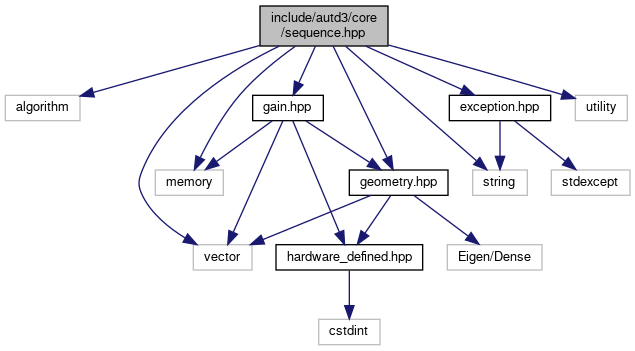 include/autd3/core
/sequence.hpp
algorithm
gain.hpp
exception.hpp
utility
memory
geometry.hpp
string
stdexcept
vector
hardware_defined.hpp
Eigen/Dense
cstdint